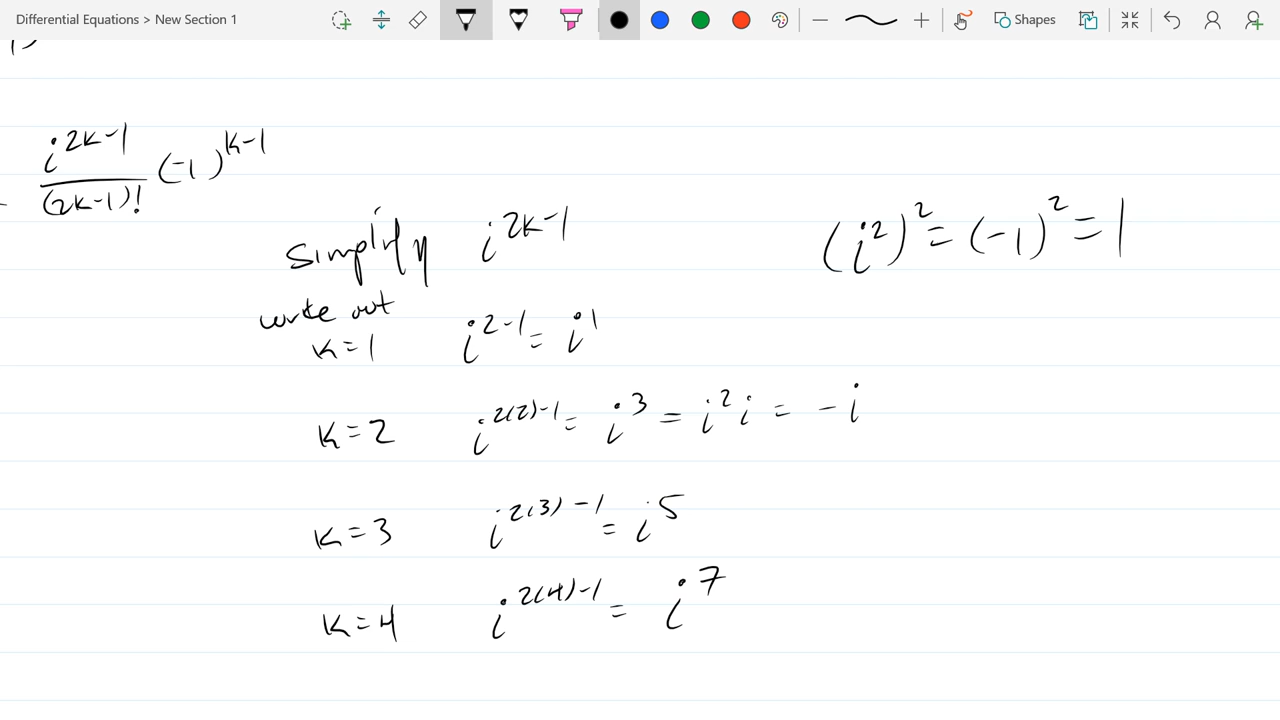 Differential Equations > New Section 1
Shapes
i^{2k-1}/(2k-1)! (-1)^{k-1}
simplify i^{2k-1}
(i^2)^2 = (-1)^2 = 1
write out
k=1 i^{2-1} = i^1
k=2 i^{2(2)-1} = i^3 = i^2 i = -i
k=3 i^{2(3)-1} = i^5
k=4 i^{2(4)-1} = i^7